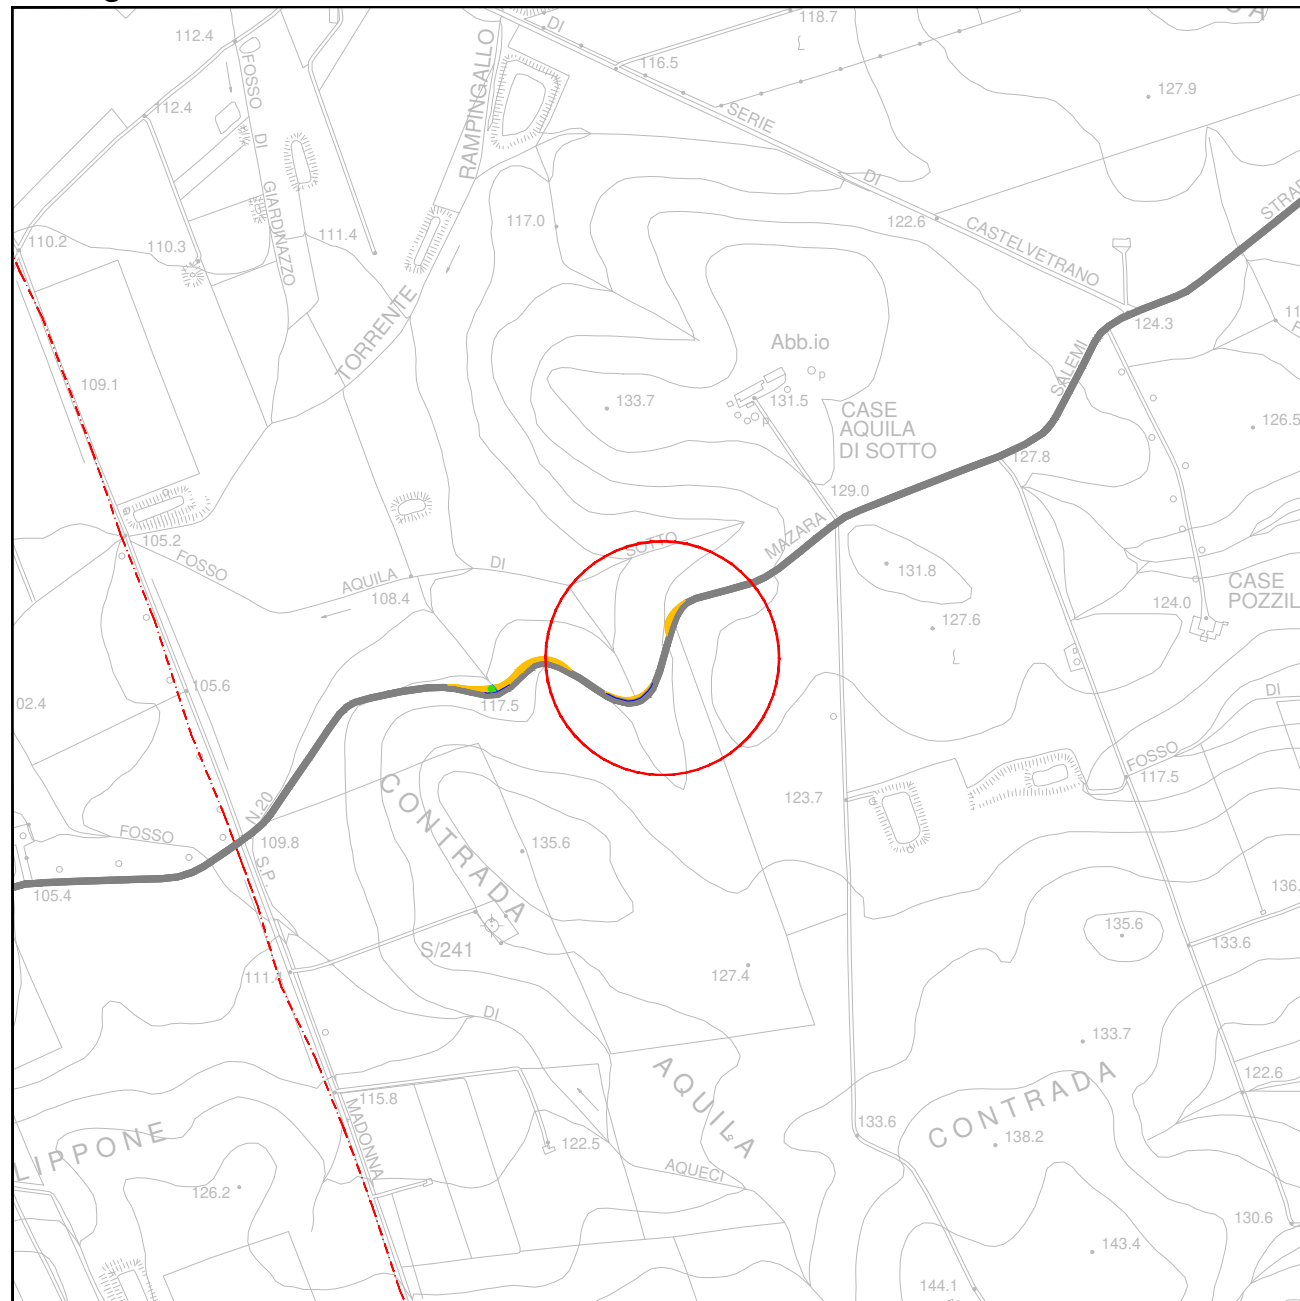 118.7
DI
112.4
116.5
FOSSO
DI
GIARDINAZZO
RAMPINGALLO
TORRENTE
127.9
112.4
SERIE
DI
CASTELVETRANO
STRAD
117.0
122.6
110.2
110.3
111.4
124.3
Abb.io
SALEMI
109.1
133.7
131.5
CASE
AQUILA
DI SOTTO
p
p
126.5
127.8
129.0
MAZARA
105.2
FOSSO
AQUILA
DI
SOTTO
108.4
131.8
CASE
POZZIL
124.0
127.6
105.6
02.4
117.5
DI
FOSSO
117.5
N.20
CONTRADA
123.7
FOSSO
109.8
S.P.
135.6
105.4
136.
S/241
135.6
133.6
111.4
127.4
DI
133.7
AQUILA
CONTRADA
122.6
115.8
MADONNA
LIPPONE
122.5
133.6
138.2
AQUECI
126.2
130.6
143.4
144.1